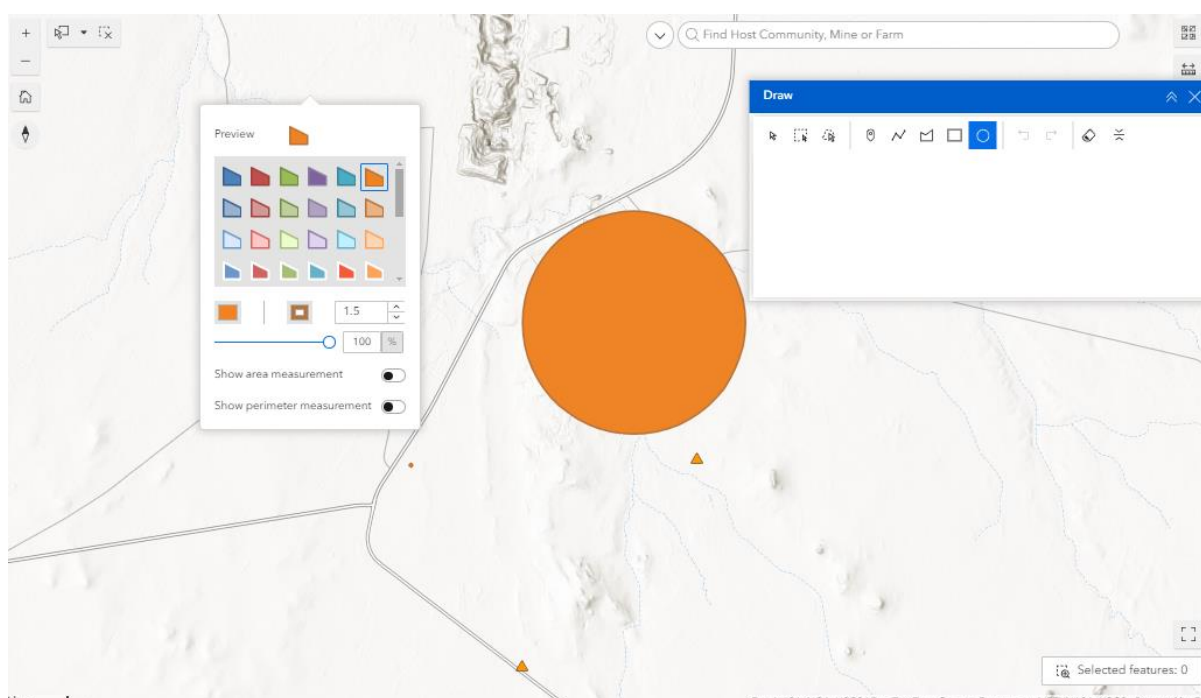 Find Host Community, Mine or Farm
Draw
Preview
1.5
100 %
Show area measurement
Show perimeter measurement
Selected features: 0